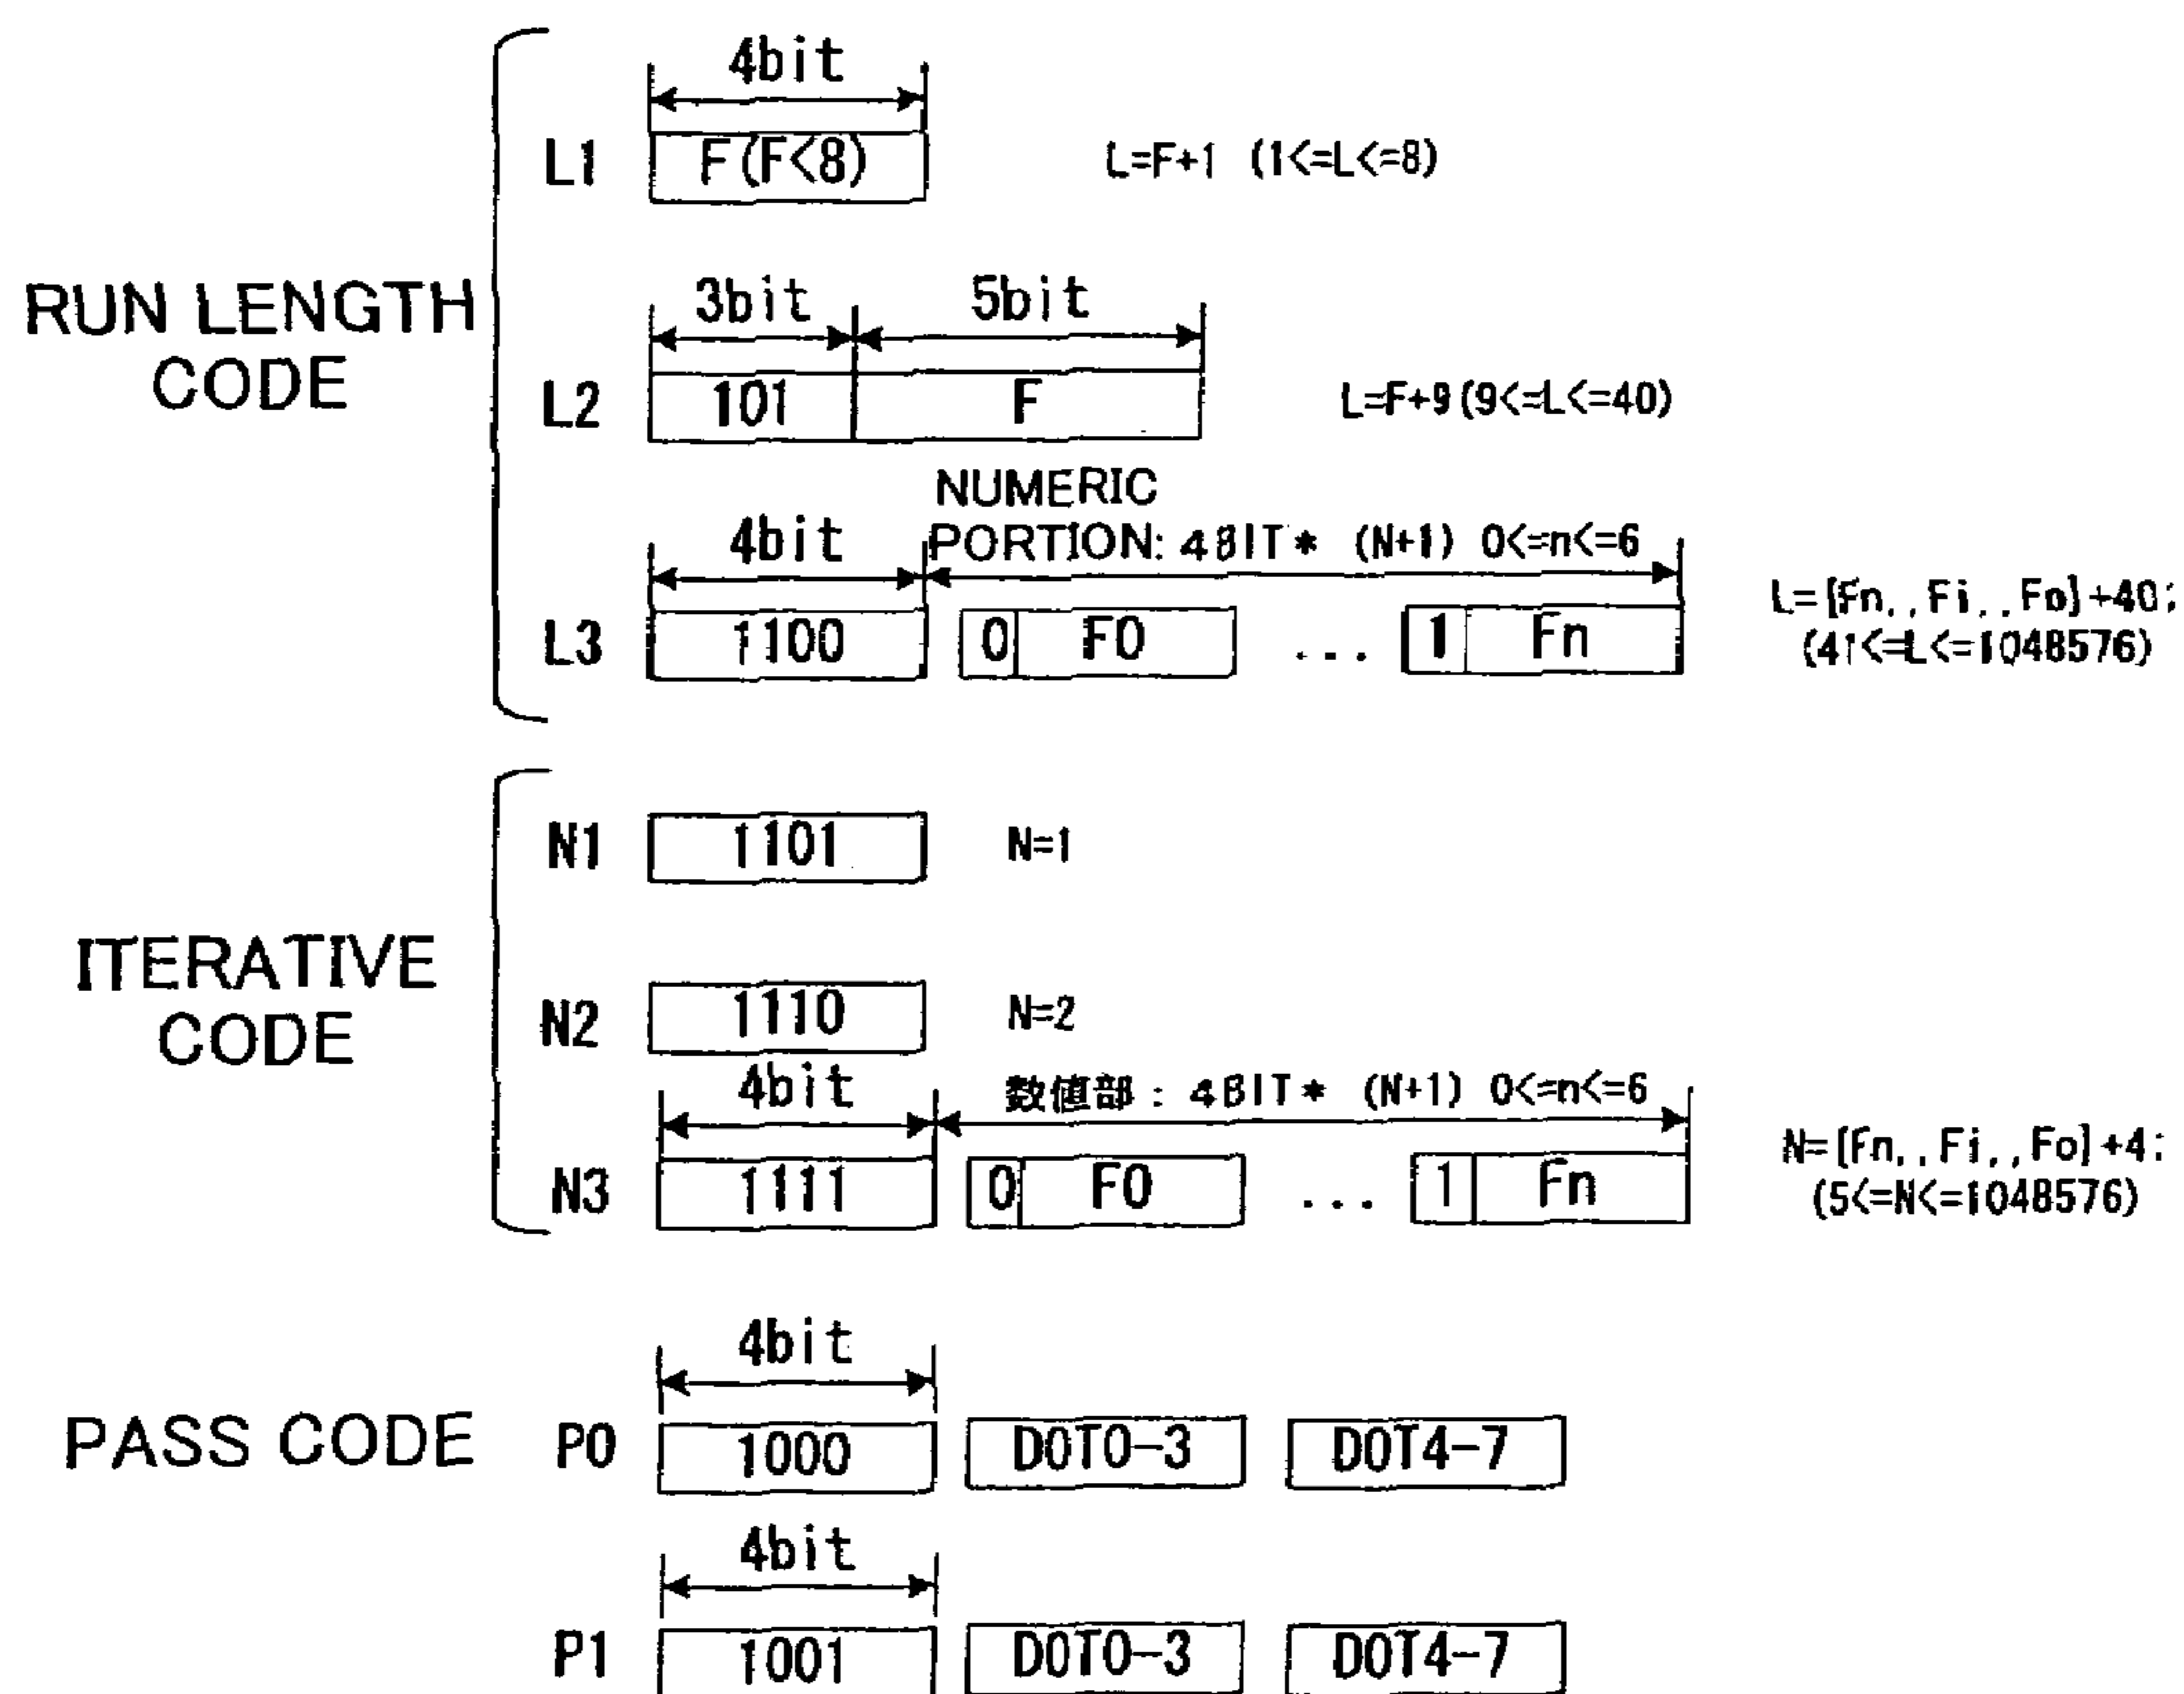 4bit
L1 F(F<8) L=F+1 (1<=L<=8)
3bit 5bit
RUN LENGTH
CODE
L2 101 F L=F+9(9<=L<=40)
NUMERIC
4bit PORTION: 4BIT* (N+1) 0<=n<=6
L3 1100 0 F0 ... 1 Fn L=[Fn,,Fi,,Fo]+40;
(41<=L<=1048576)
N1 1101 N=1
ITERATIVE
CODE
N2 1110 N=2
4bit 数値部:4BIT* (N+1) 0<=n<=6
N3 1111 0 F0 ... 1 Fn N=[Fn,,Fi,,Fo]+4;
(5<=N<=1048576)
4bit
PASS CODE P0 1000 DOT0-3 DOT4-7
4bit
P1 1001 DOT0-3 DOT4-7